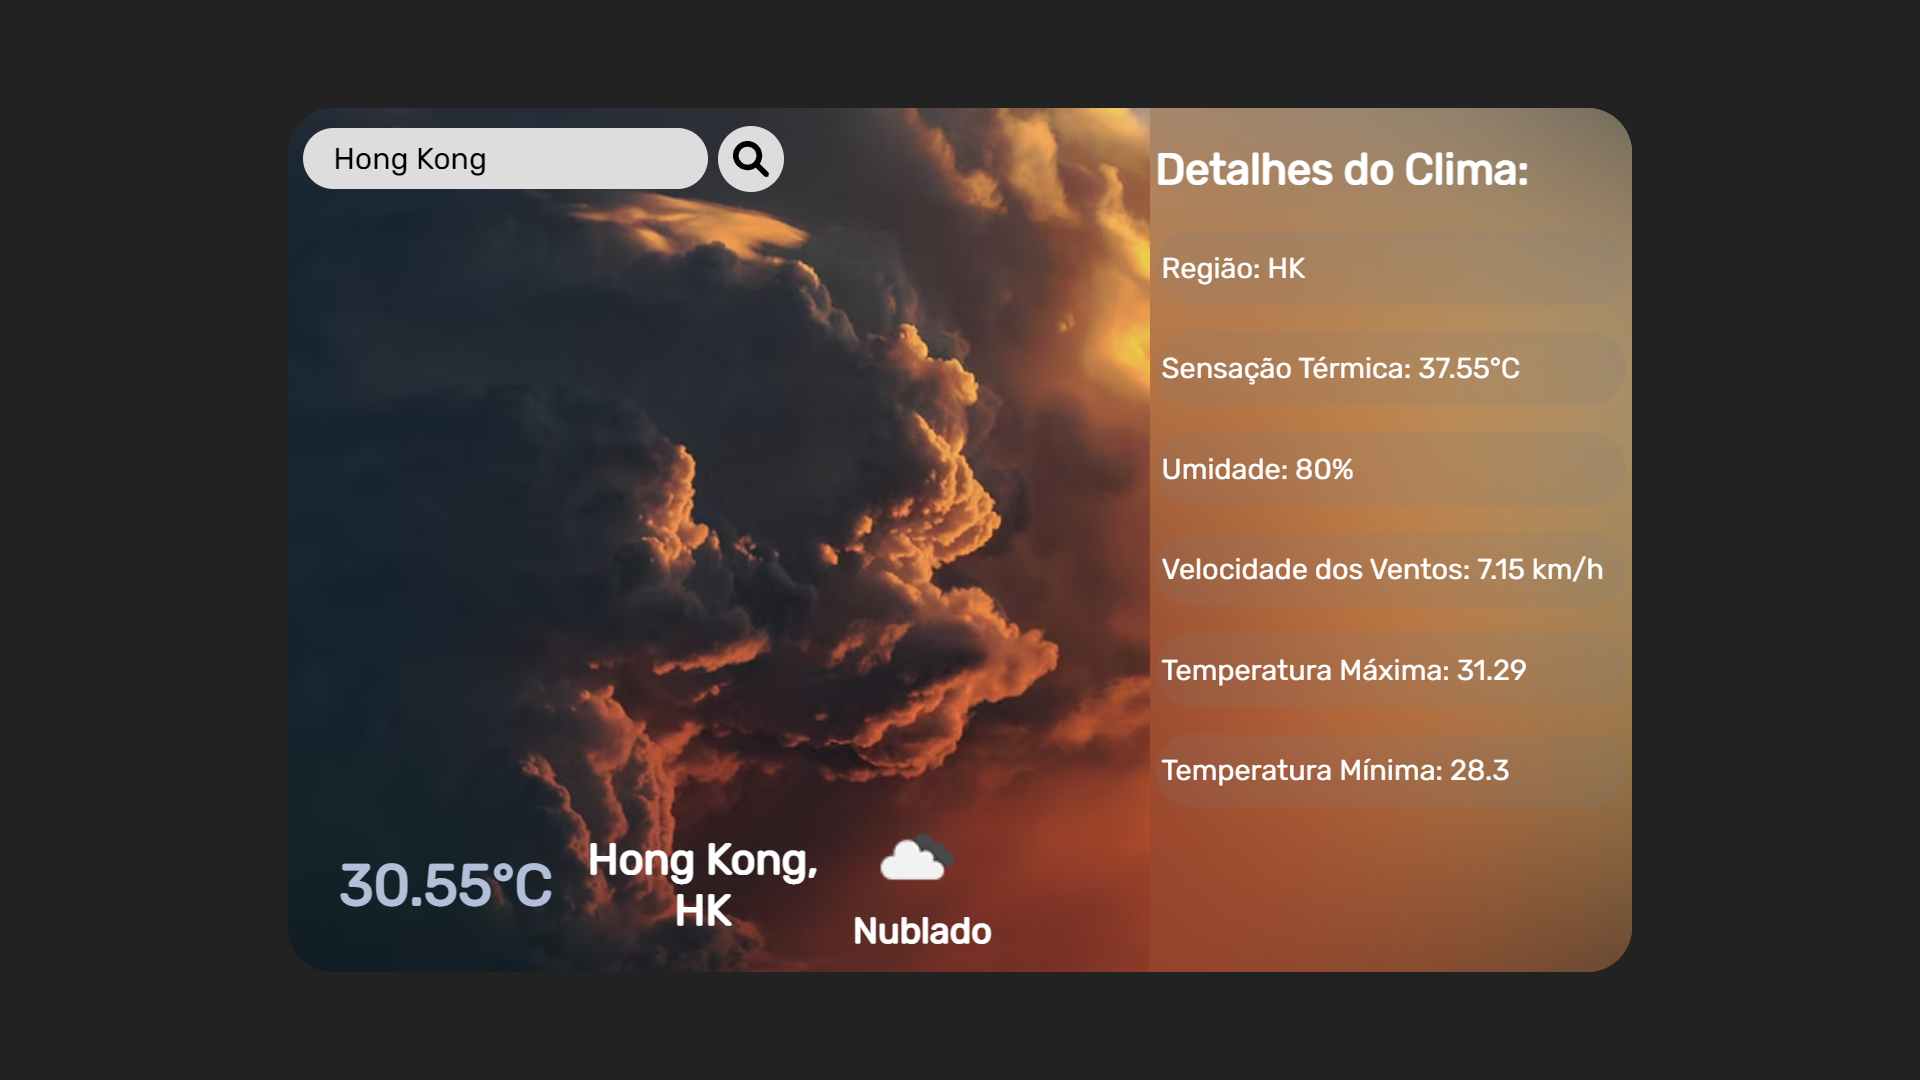 Hong Kong
30.55°C
Hong Kong,
HK
Nublado
Detalhes do Clima:
Região: HK
Sensação Térmica: 37.55°C
Umidade: 80%
Velocidade dos Ventos: 7.15 km/h
Temperatura Máxima: 31.29
Temperatura Mínima: 28.3